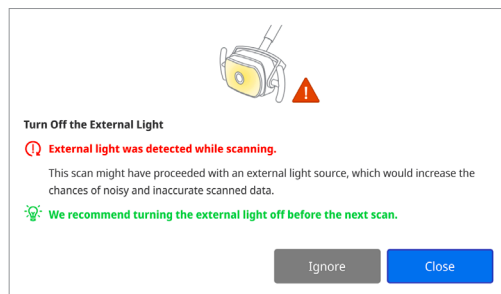 Turn Off the External Light
External light was detected while scanning.
This scan might have proceeded with an external light source, which would increase the
chances of noisy and inaccurate scanned data.
We recommend turning the external light off before the next scan.
Ignore Close